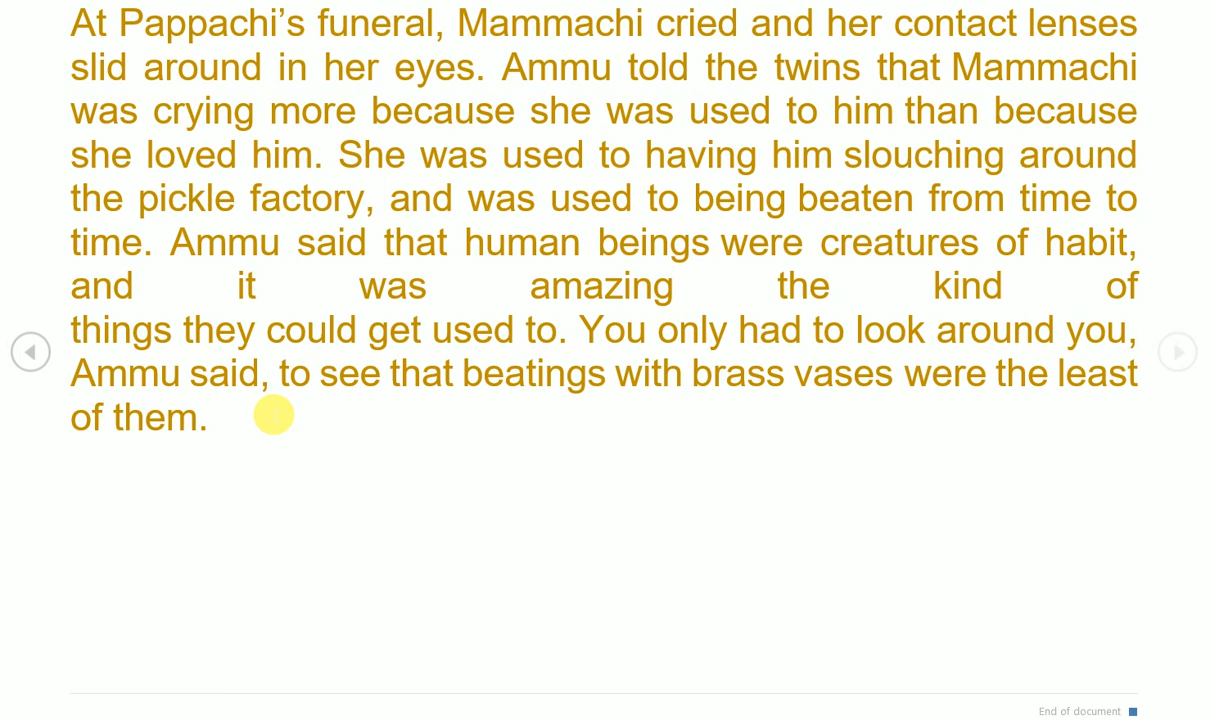 At Pappachi’s funeral, Mammachi cried and her contact lenses
slid around in her eyes. Ammu told the twins that Mammachi
was crying more because she was used to him than because
she loved him. She was used to having him slouching around
the pickle factory, and was used to being beaten from time to
time. Ammu said that human beings were creatures of habit,
and it was amazing the kind of
things they could get used to. You only had to look around you,
Ammu said, to see that beatings with brass vases were the least
of them.
End of document